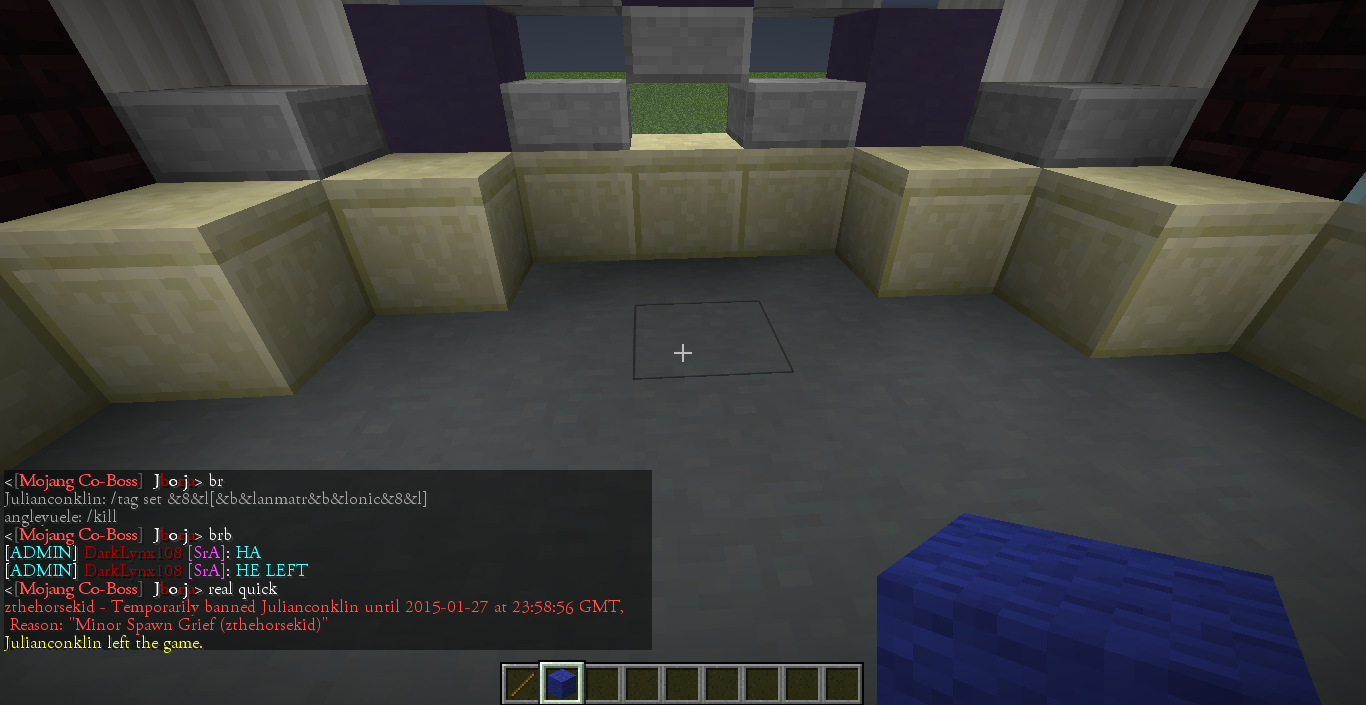 <[Mojang Co-Boss] Jborja> br
Julianconklin: /tag set &8&l[&b&lanmatr&b&lonic&8&l]
angleyuele: /kill
<[Mojang Co-Boss] Jborja> brb
[ADMIN] DarkLynx108 [SrA]: HA
[ADMIN] DarkLynx108 [SrA]: HE LEFT
<[Mojang Co-Boss] Jborja> real quick
zthehorsekid - Temporarily banned Julianconklin until 2015-01-27 at 23:58:56 GMT,
Reason: "Minor Spawn Grief (zthehorsekid)"
Julianconklin left the game.